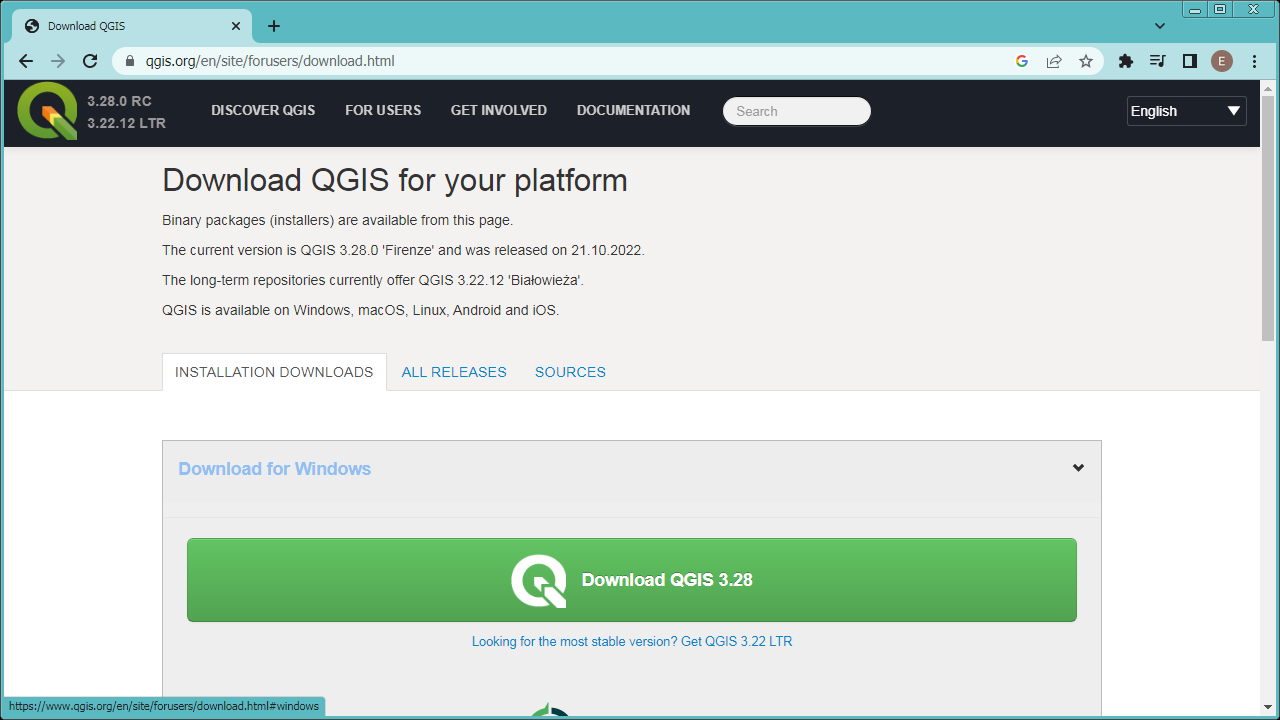 Download QGIS
qgis.org/en/site/forusers/download.html
E
3.28.0 RC
3.22.12 LTR
DISCOVER QGIS
FOR USERS
GET INVOLVED
DOCUMENTATION
Search
English
Download QGIS for your platform
Binary packages (installers) are available from this page.
The current version is QGIS 3.28.0 'Firenze' and was released on 21.10.2022.
The long-term repositories currently offer QGIS 3.22.12 'Białowieża'.
QGIS is available on Windows, macOS, Linux, Android and iOS.
INSTALLATION DOWNLOADS
ALL RELEASES
SOURCES
Download for Windows
Download QGIS 3.28
Looking for the most stable version? Get QGIS 3.22 LTR
https://www.qgis.org/en/site/forusers/download.html#windows